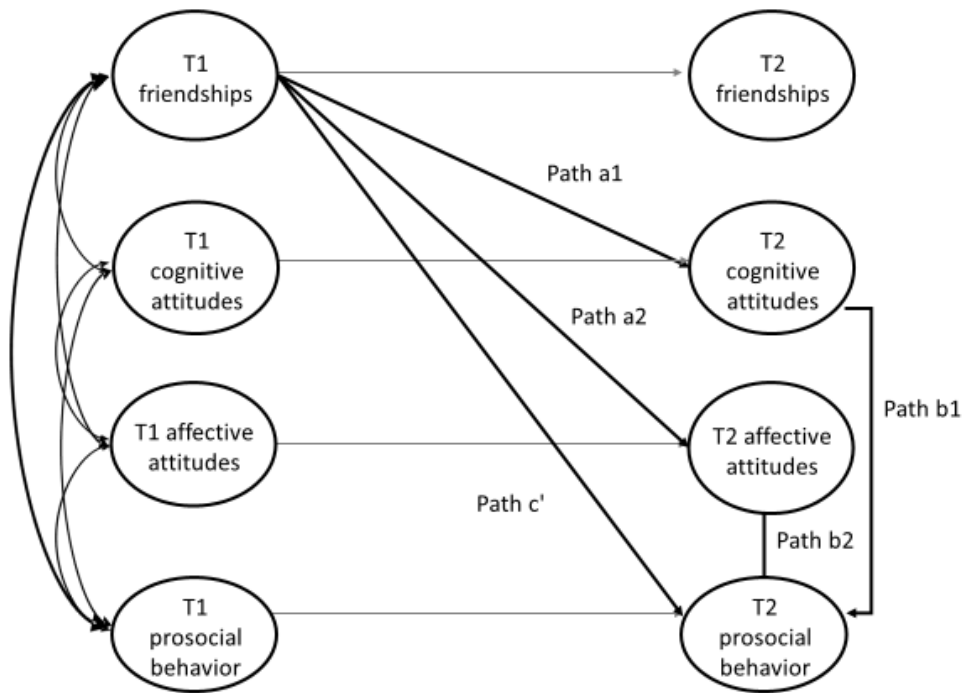 T1
friendships
T2
friendships
Path a1
T1
cognitive
attitudes
T2
cognitive
attitudes
Path a2
Path b1
T1 affective
attitudes
T2 affective
attitudes
Path c'
Path b2
T1
prosocial
behavior
T2
prosocial
behavior